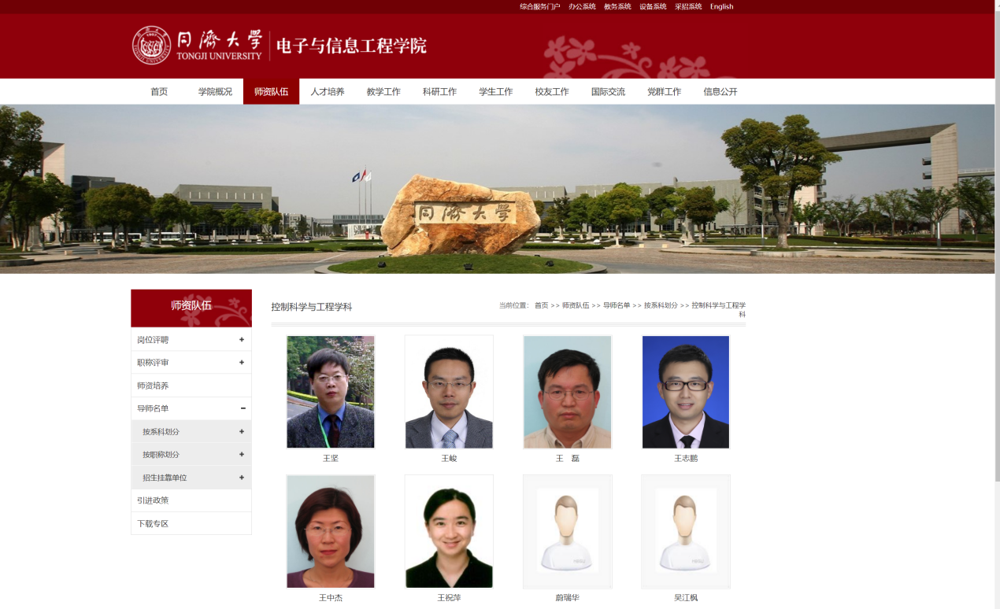 综合服务门户 办公系统 教务系统 设备系统 采招系统 English
同濟大學 电子与信息工程学院
TONGJI UNIVERSITY
首页 学院概况 师资队伍 人才培养 教学工作 科研工作 学生工作 校友工作 国际交流 党群工作 信息公开
同濟大學
师资队伍
岗位评聘 +
职称评审 +
师资培养
导师名单 -
按系科划分 +
按职称划分 +
招生挂靠单位 +
引进政策
下载专区
控制科学与工程学科
当前位置: 首页 >> 师资队伍 >> 导师名单 >> 按系科划分 >> 控制科学与工程学
科
王坚 王峻 王 磊 王志鹏
王中杰 王祝萍 蔚瑞华 吴江枫